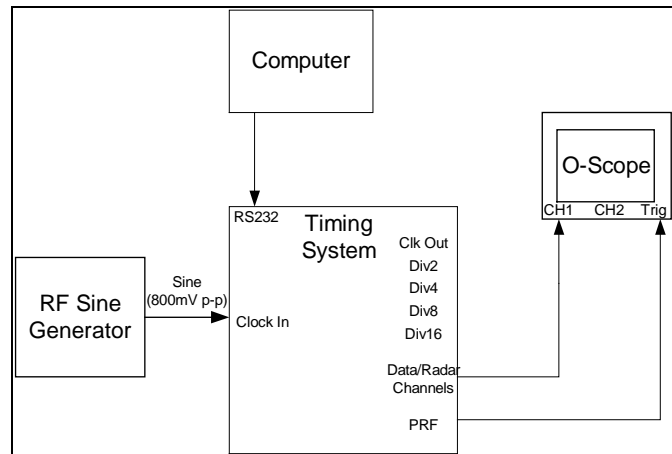 Computer
O-Scope
CH1 CH2 Trig
RS232
Timing
System
Clk Out
Div2
Div4
Div8
Div16
Sine
(800mV p-p)
RF Sine
Generator
Clock In
Data/Radar
Channels
PRF